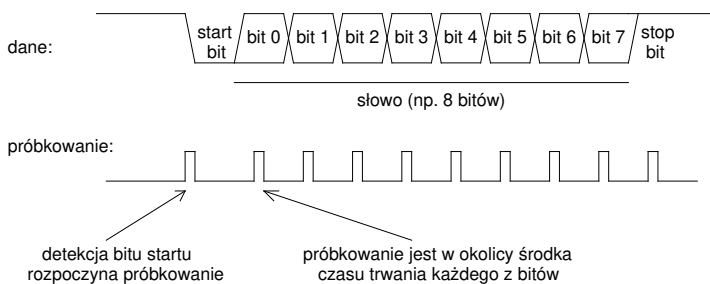 dane:
start bit
bit 0
bit 1
bit 2
bit 3
bit 4
bit 5
bit 6
bit 7
stop bit
słowo (np. 8 bitów)
próbkowanie:
detekcja bitu startu
rozpoczyna próbkowanie
próbkowanie jest w okolicy środka
czasu trwania każdego z bitów